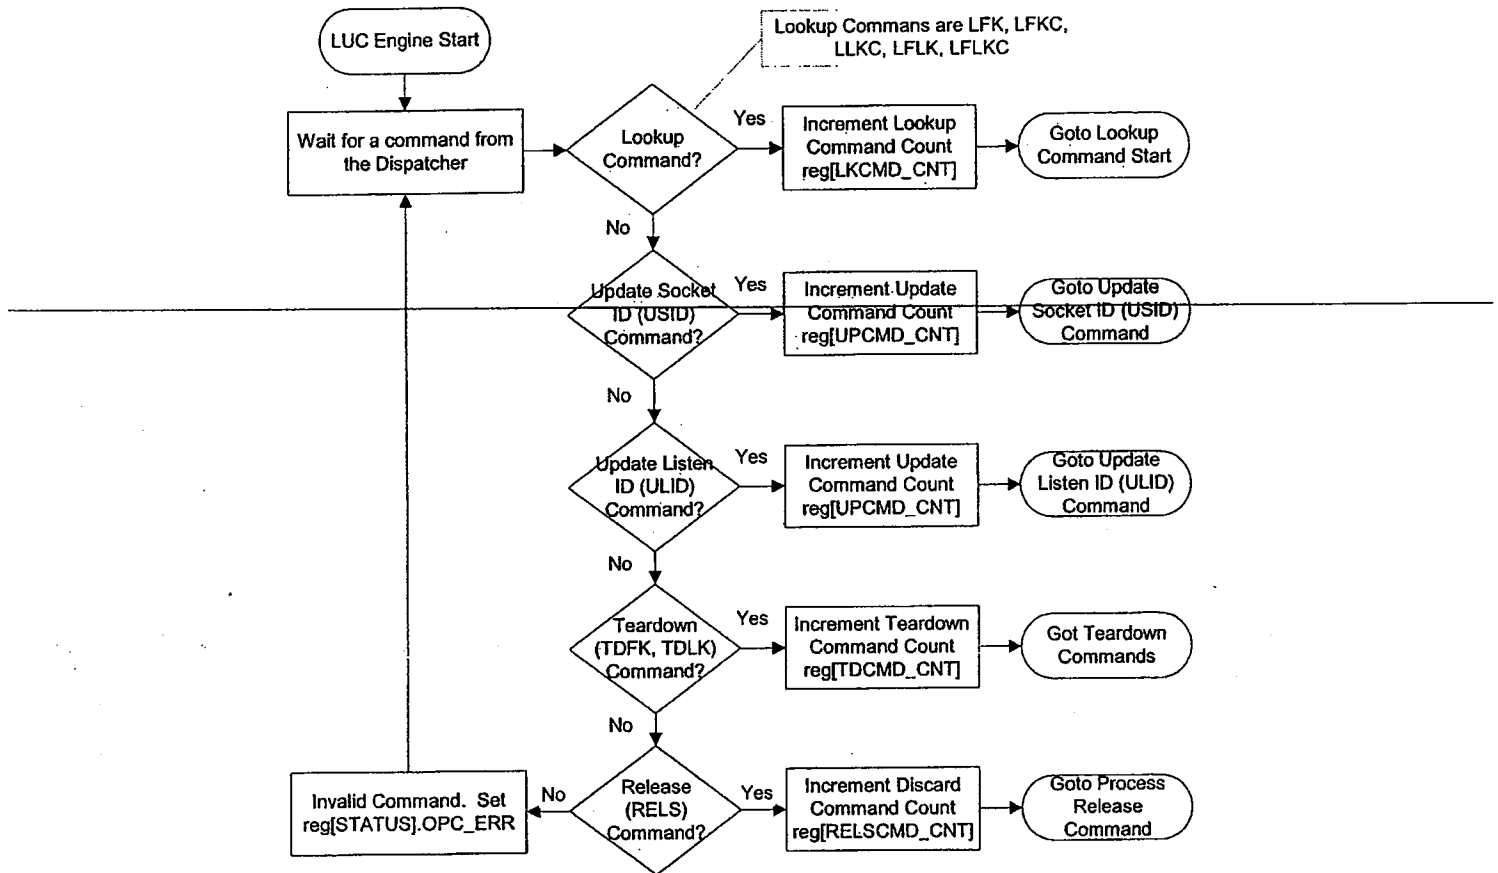 LUC Engine Start
Lookup Commans are LFK, LFKC,
LLKC, LFLK, LFLKC
Wait for a command from
the Dispatcher
Lookup
Command?
Yes
Increment Lookup
Command Count
reg[LKCMD_CNT]
Goto Lookup
Command Start
No
Update Socket
ID (USID)
Command?
Yes
Increment Update
Command Count
reg[UPCMD_CNT]
Goto Update
Socket ID (USID)
Command
No
Update Listen
ID (ULID)
Command?
Yes
Increment Update
Command Count
reg[UPCMD_CNT]
Goto Update
Listen ID (ULID)
Command
No
Teardown
(TDFK, TDLK)
Command?
Yes
Increment Teardown
Command Count
reg[TDCMD_CNT]
Got Teardown
Commands
No
Release
(RELS)
Command?
Yes
Increment Discard
Command Count
reg[RELSCMD_CNT]
Goto Process
Release
Command
No
Invalid Command.  Set
reg[STATUS].OPC_ERR